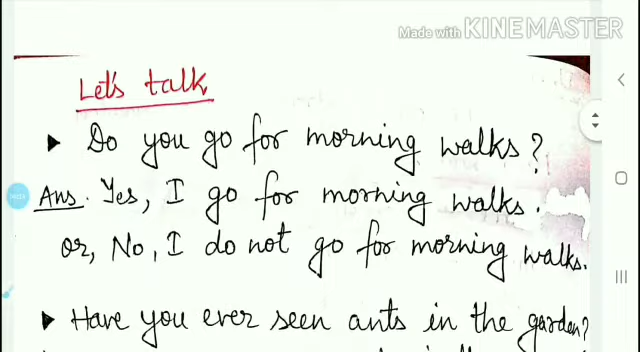 Made with KINEMASTER
Let's talk
▶ Do you go for morning walks?
Ans. Yes, I go for morning walks.
or, No, I do not go for morning walks.
▶ Have you ever seen ants in the garden?